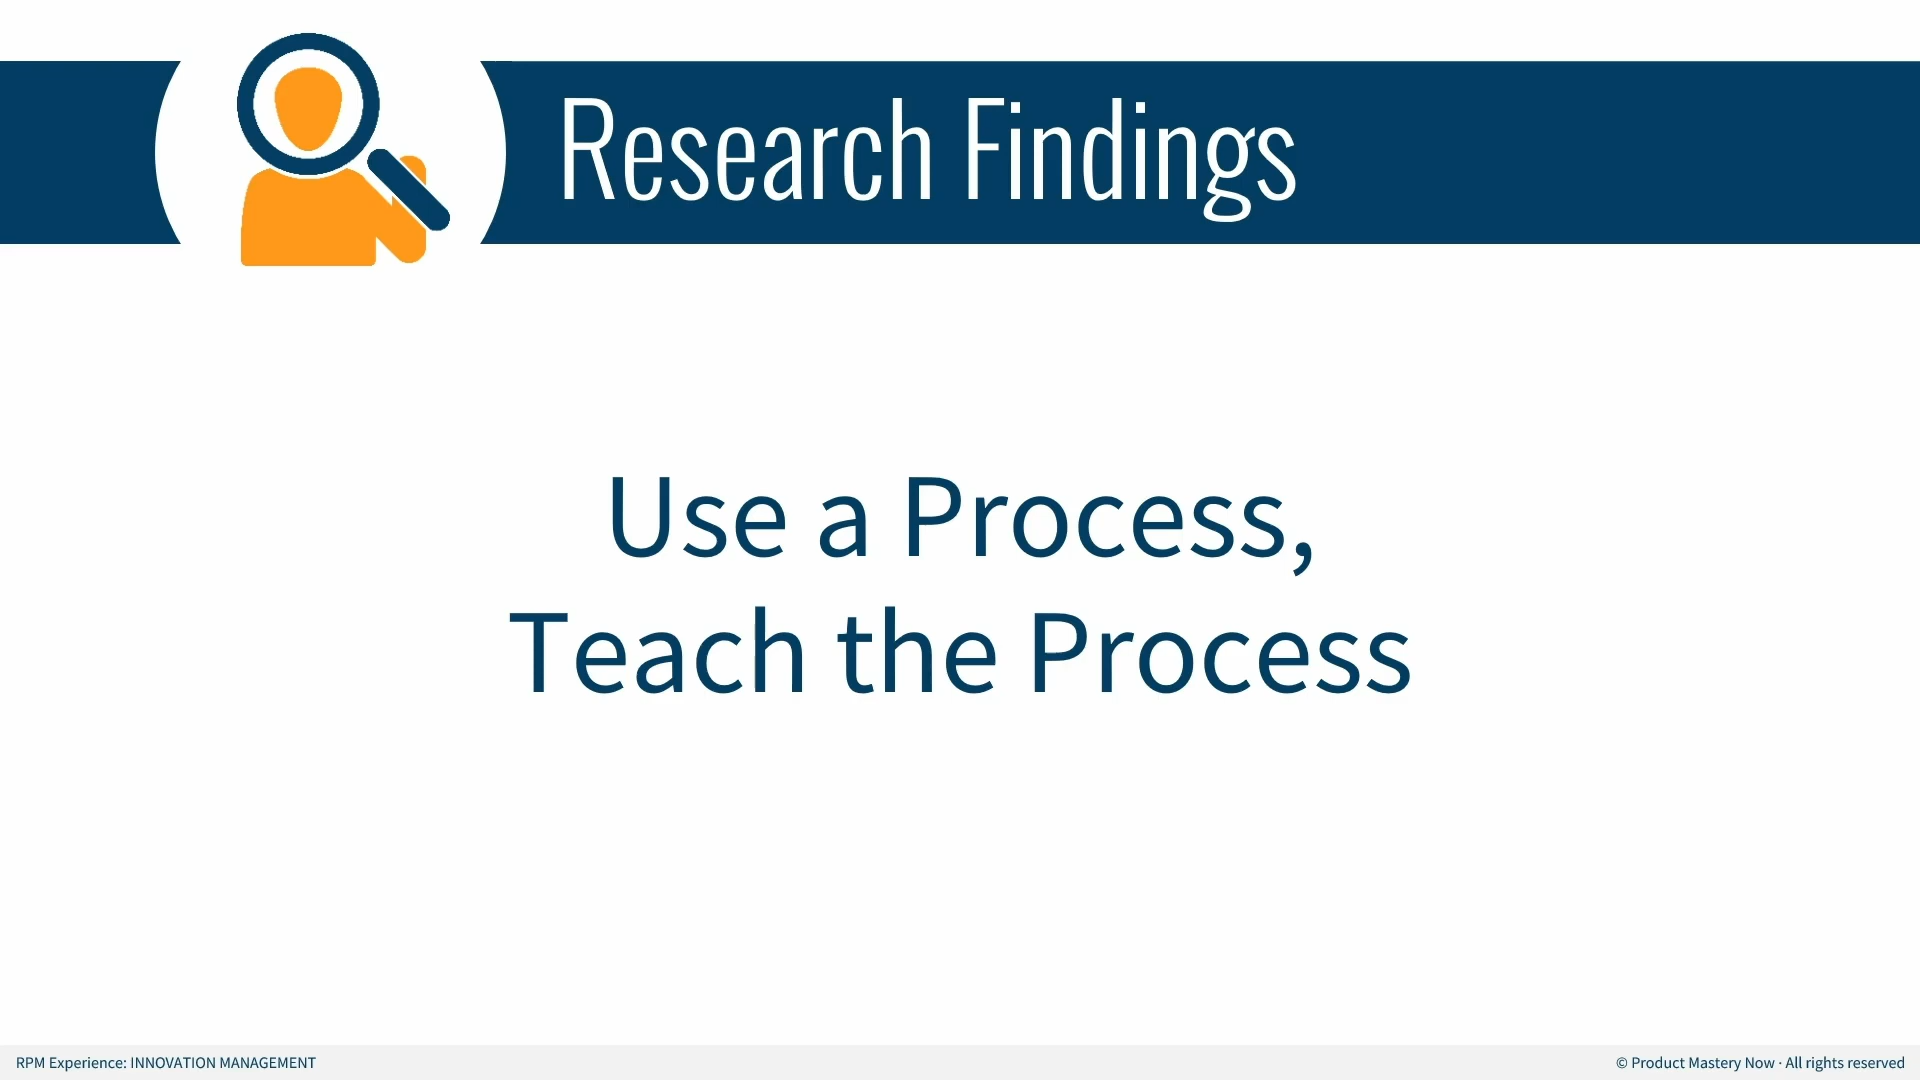 Research Findings
Use a Process,
Teach the Process
RPM Experience: INNOVATION MANAGEMENT
© Product Mastery Now · All rights reserved